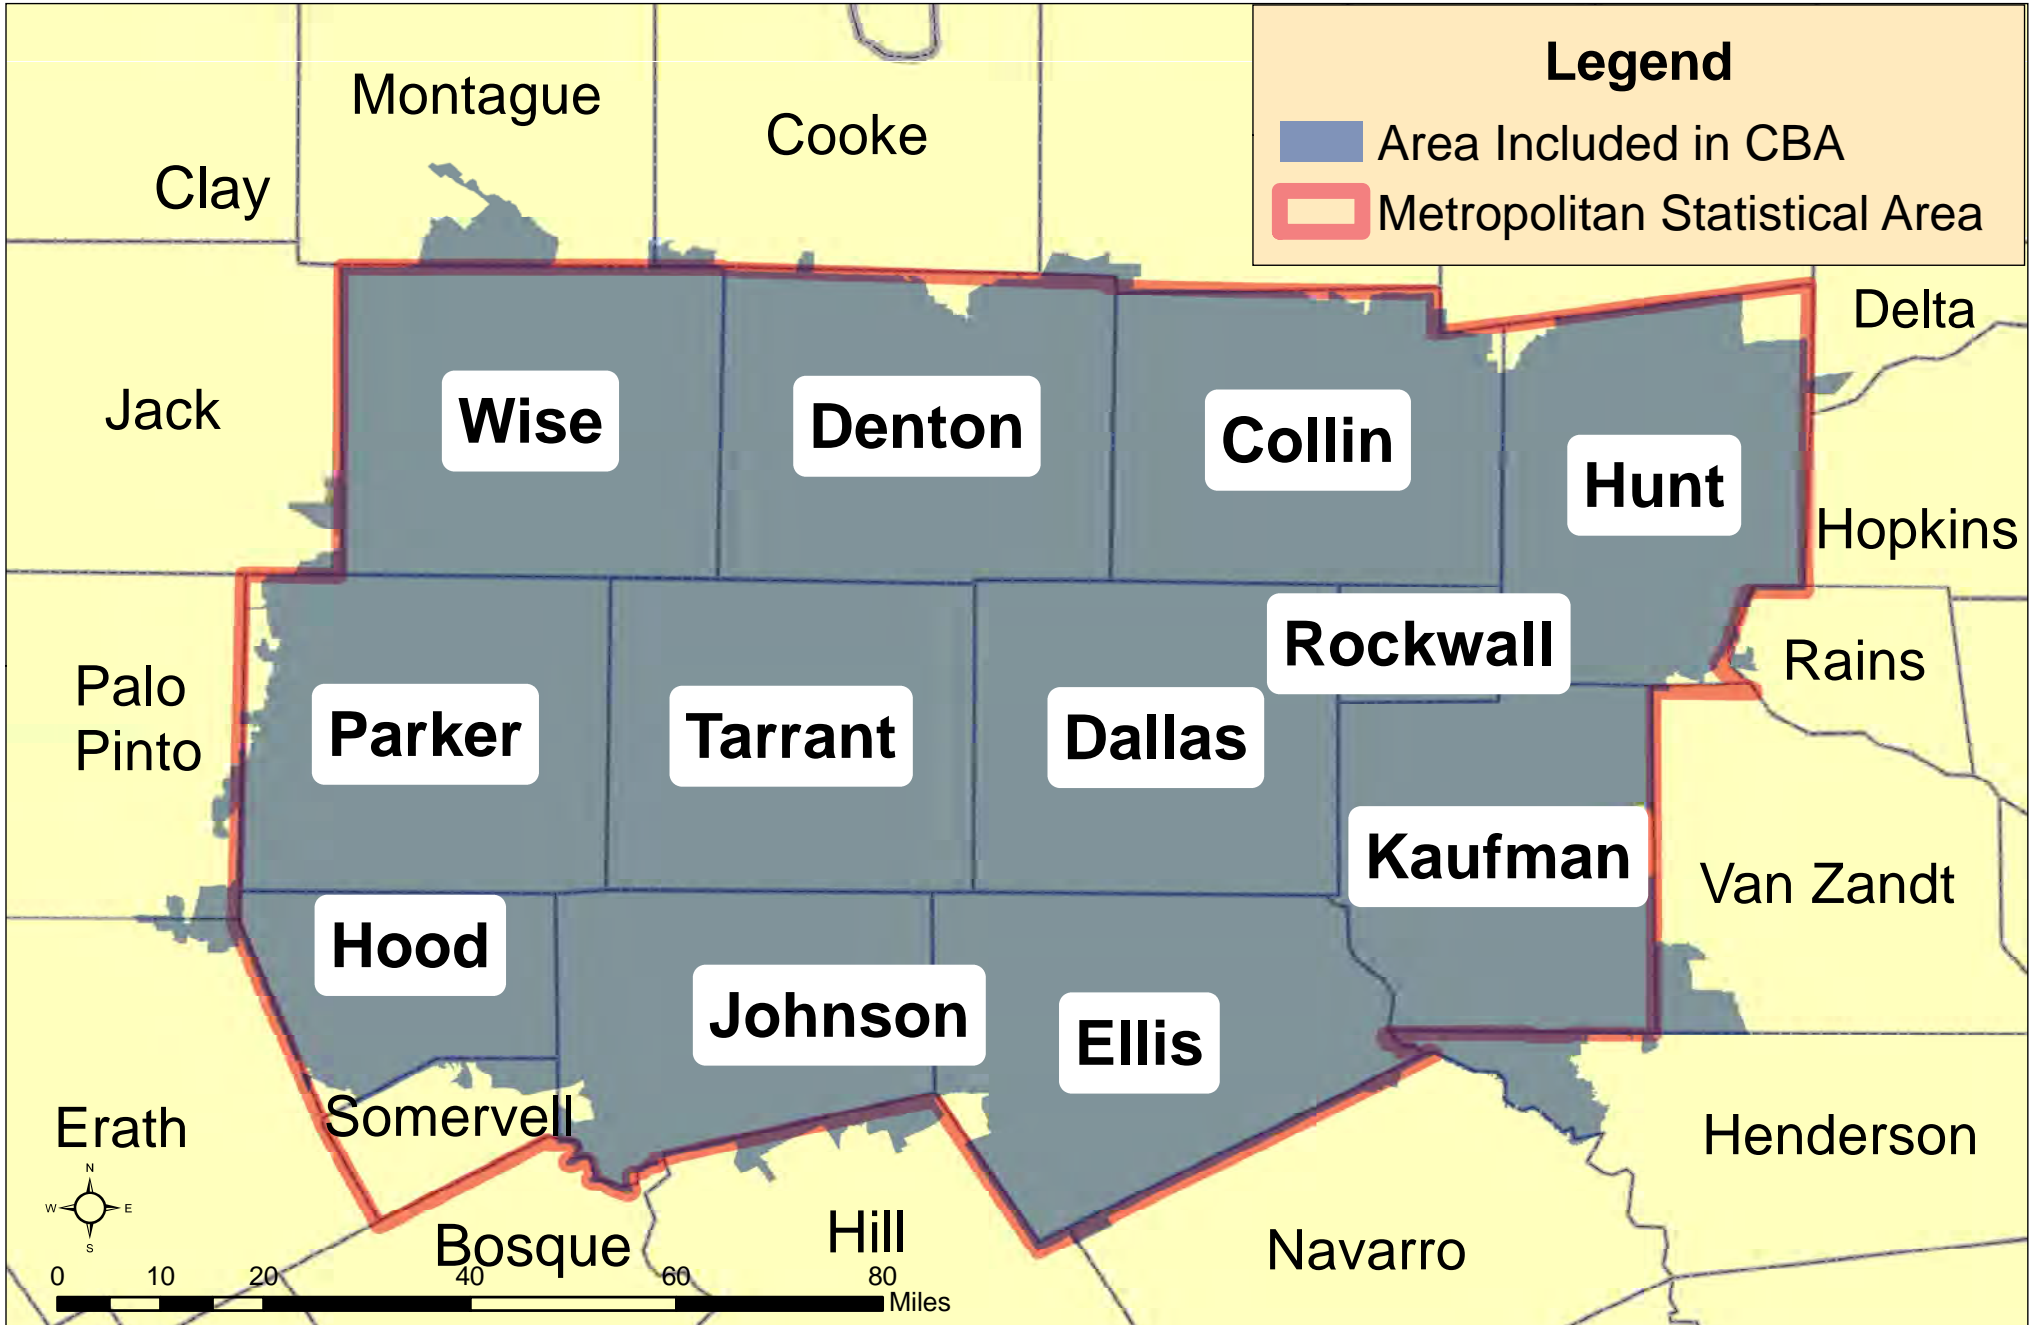 Legend
Area Included in CBA
Metropolitan Statistical Area
Montague
Cooke
Clay
Delta
Jack
Wise
Denton
Collin
Hunt
Hopkins
Rockwall
Rains
Palo
Pinto
Parker
Tarrant
Dallas
Kaufman
Van Zandt
Hood
Johnson
Ellis
Erath
Somervell
Henderson
N
W
E
S
Bosque
Hill
Navarro
0 10 20 40 60 80
Miles